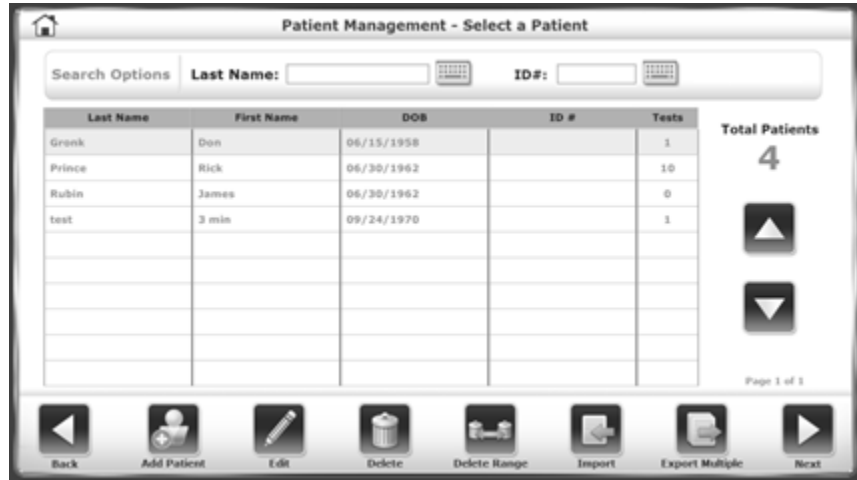 Patient Management - Select a Patient
Search Options Last Name: ID#:
Last Name First Name DOB ID # Tests
Gronk Don 06/15/1958 1
Prince Rick 06/30/1962 10
Rubin James 06/30/1962 0
test 3 min 09/24/1970 1
Total Patients
4
Page 1 of 1
Back Add Patient Edit Delete Delete Range Import Export Multiple Next